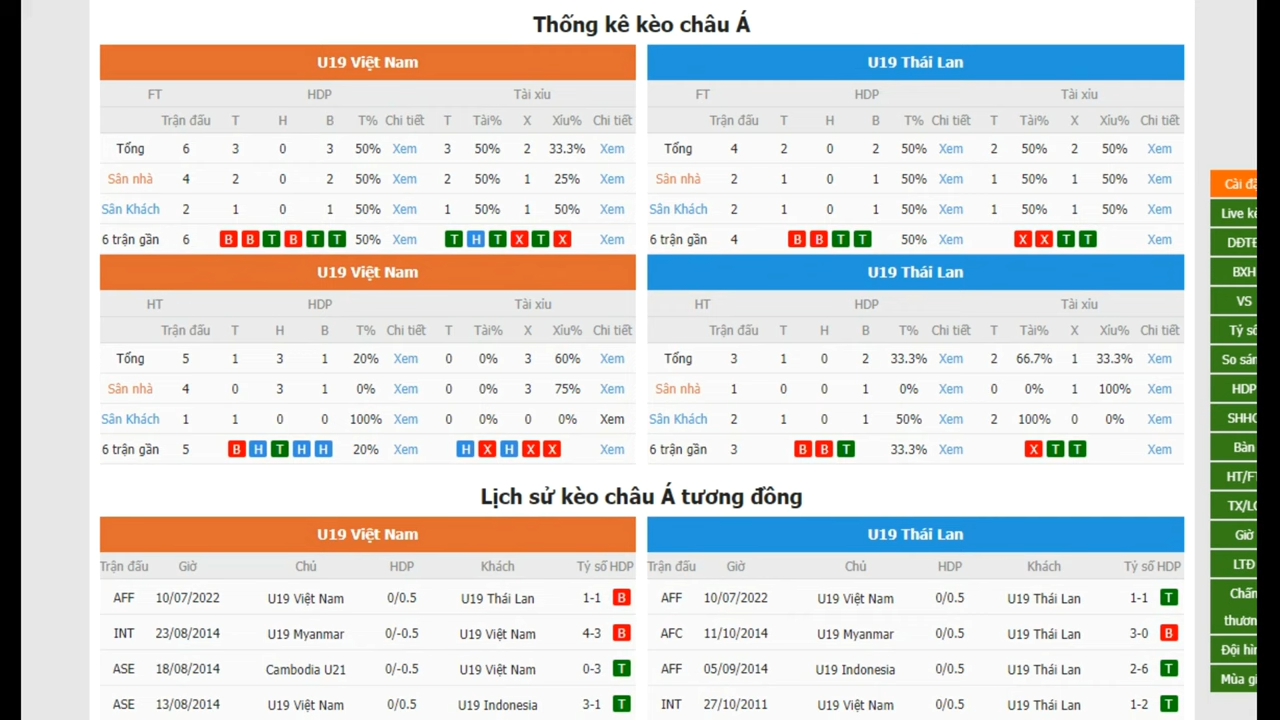 Thống kê kèo châu Á
U19 Việt Nam
FT HDP Tài xỉu
Trận đấu T H B T% Chi tiết T Tài% X Xỉu% Chi tiết
Tổng 6 3 0 3 50% Xem 3 50% 2 33.3% Xem
Sân nhà 4 2 0 2 50% Xem 2 50% 1 25% Xem
Sân Khách 2 1 0 1 50% Xem 1 50% 1 50% Xem
6 trận gần 6 B B T B T T 50% Xem T H T X T X Xem
U19 Thái Lan
FT HDP Tài xỉu
Trận đấu T H B T% Chi tiết T Tài% X Xỉu% Chi tiết
Tổng 4 2 0 2 50% Xem 2 50% 2 50% Xem
Sân nhà 2 1 0 1 50% Xem 1 50% 1 50% Xem
Sân Khách 2 1 0 1 50% Xem 1 50% 1 50% Xem
6 trận gần 4 B B T T 50% Xem X X T T Xem
U19 Việt Nam
HT HDP Tài xỉu
Trận đấu T H B T% Chi tiết T Tài% X Xỉu% Chi tiết
Tổng 5 1 3 1 20% Xem 0 0% 3 60% Xem
Sân nhà 4 0 3 1 0% Xem 0 0% 3 75% Xem
Sân Khách 1 1 0 0 100% Xem 0 0% 0 0% Xem
6 trận gần 5 B H T H H 20% Xem H X H X X Xem
U19 Thái Lan
HT HDP Tài xỉu
Trận đấu T H B T% Chi tiết T Tài% X Xỉu% Chi tiết
Tổng 3 1 0 2 33.3% Xem 2 66.7% 1 33.3% Xem
Sân nhà 1 0 0 1 0% Xem 0 0% 1 100% Xem
Sân Khách 2 1 0 1 50% Xem 2 100% 0 0% Xem
6 trận gần 3 B B T 33.3% Xem X T T Xem
Lịch sử kèo châu Á tương đồng
U19 Việt Nam
Trận đấu Giờ Chủ HDP Khách Tỷ số HDP
AFF 10/07/2022 U19 Việt Nam 0/0.5 U19 Thái Lan 1-1 B
INT 23/08/2014 U19 Myanmar 0/-0.5 U19 Việt Nam 4-3 B
ASE 18/08/2014 Cambodia U21 0/-0.5 U19 Việt Nam 0-3 T
ASE 13/08/2014 U19 Việt Nam 0/0.5 U19 Indonesia 3-1 T
U19 Thái Lan
Trận đấu Giờ Chủ HDP Khách Tỷ số HDP
AFF 10/07/2022 U19 Việt Nam 0/0.5 U19 Thái Lan 1-1 T
AFC 11/10/2014 U19 Myanmar 0/0.5 U19 Thái Lan 3-0 B
AFF 05/09/2014 U19 Indonesia 0/0.5 U19 Thái Lan 2-6 T
INT 27/10/2011 U19 Việt Nam 0/0.5 U19 Thái Lan 1-2 T
Cài
Live
BXH
VS
Tỷ
So
HDP
Bàn
HT/
Giờ
LTĐ
Đội
Mùa